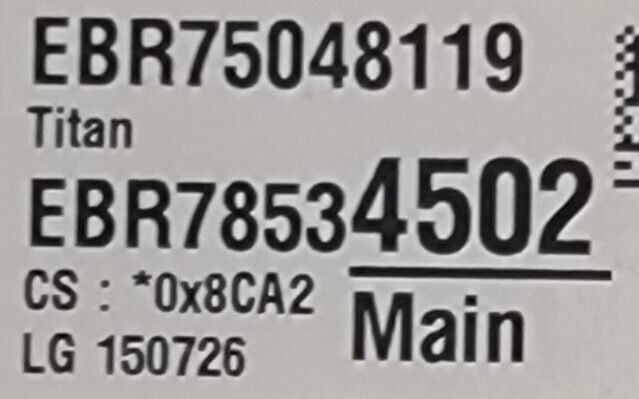 EBR75048119
Titan
EBR78534502
CS : *0x8CA2
Main
LG 150726